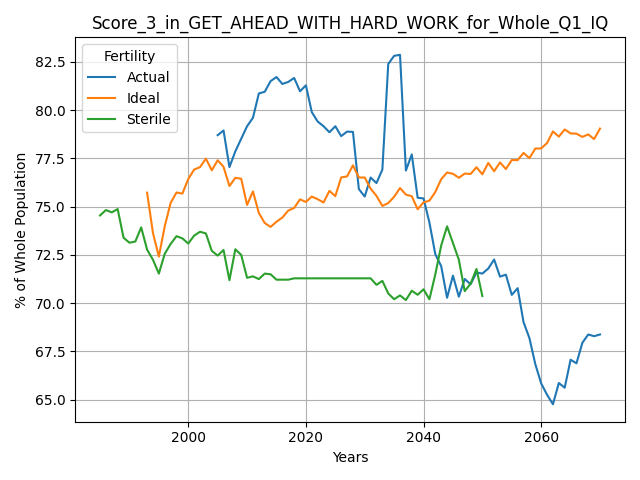 Score_3_in_GET_AHEAD_WITH_HARD_WORK_for_Whole_Q1_IQ
Fertility
Actual
Ideal
Sterile
82.5
80.0
77.5
75.0
72.5
70.0
67.5
65.0
% of Whole Population
2000
2020
2040
2060
Years